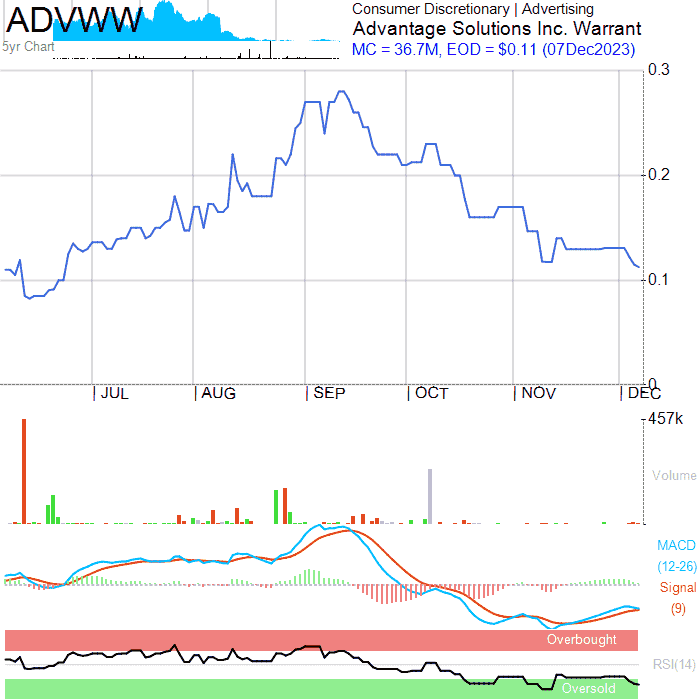 ADVWW
5yr Chart
Consumer Discretionary | Advertising
Advantage Solutions Inc. Warrant
MC = 36.7M, EOD = $0.11 (07Dec2023)
0.3
0.2
0.1
0
JUL AUG SEP OCT NOV DEC
457k
Volume
MACD
(12-26)
Signal
(9)
Overbought
RSI(14)
Oversold